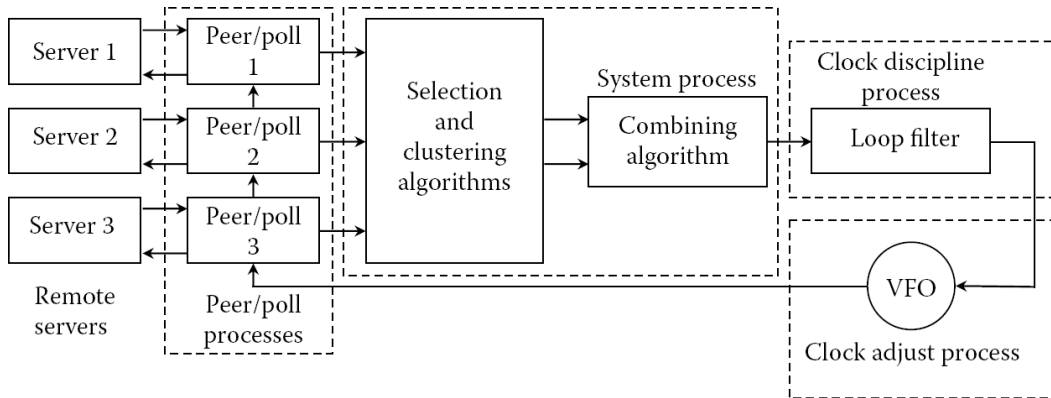 Server 1
Peer/poll
1
Server 2
Peer/poll
2
Server 3
Peer/poll
3
Remote
servers
Peer/poll
processes
Selection
and
clustering
algorithms
System process
Combining
algorithm
Clock discipline
process
Loop filter
VFO
Clock adjust process